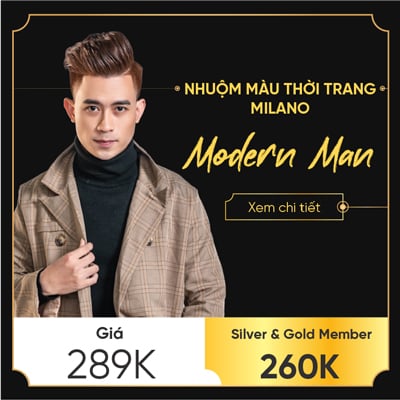 NHUỘM MÀU THỜI TRANG
MILANO
Modern Man
Xem chi tiết
Giá
289K
Silver & Gold Member
260K